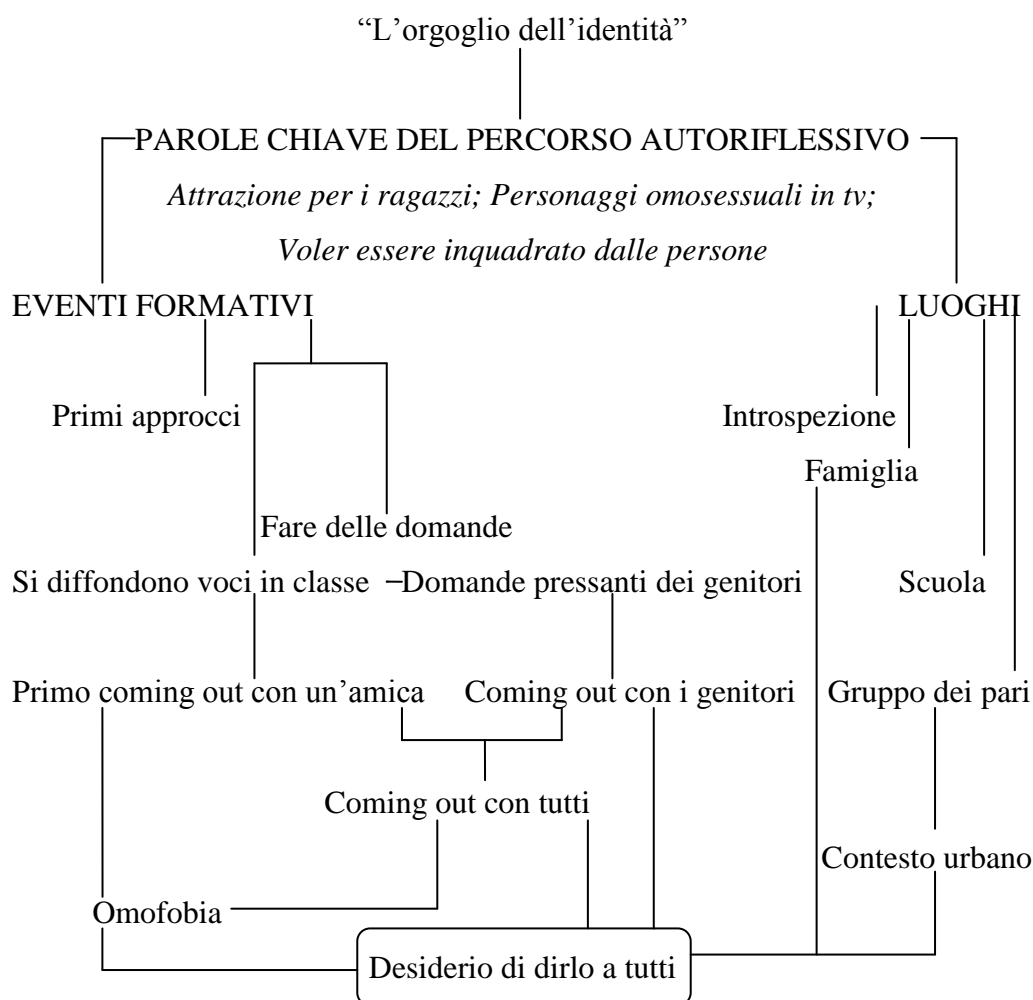 “L’orgoglio dell’identità”
PAROLE CHIAVE DEL PERCORSO AUTORIFLESSIVO
Attrazione per i ragazzi; Personaggi omosessuali in tv;
Voler essere inquadrato dalle persone
EVENTI FORMATIVI
LUOGHI
Primi approcci
Introspezione
Famiglia
Fare delle domande
Si diffondono voci in classe
Domande pressanti dei genitori
Scuola
Primo coming out con un’amica
Coming out con i genitori
Gruppo dei pari
Coming out con tutti
Contesto urbano
Omofobia
Desiderio di dirlo a tutti